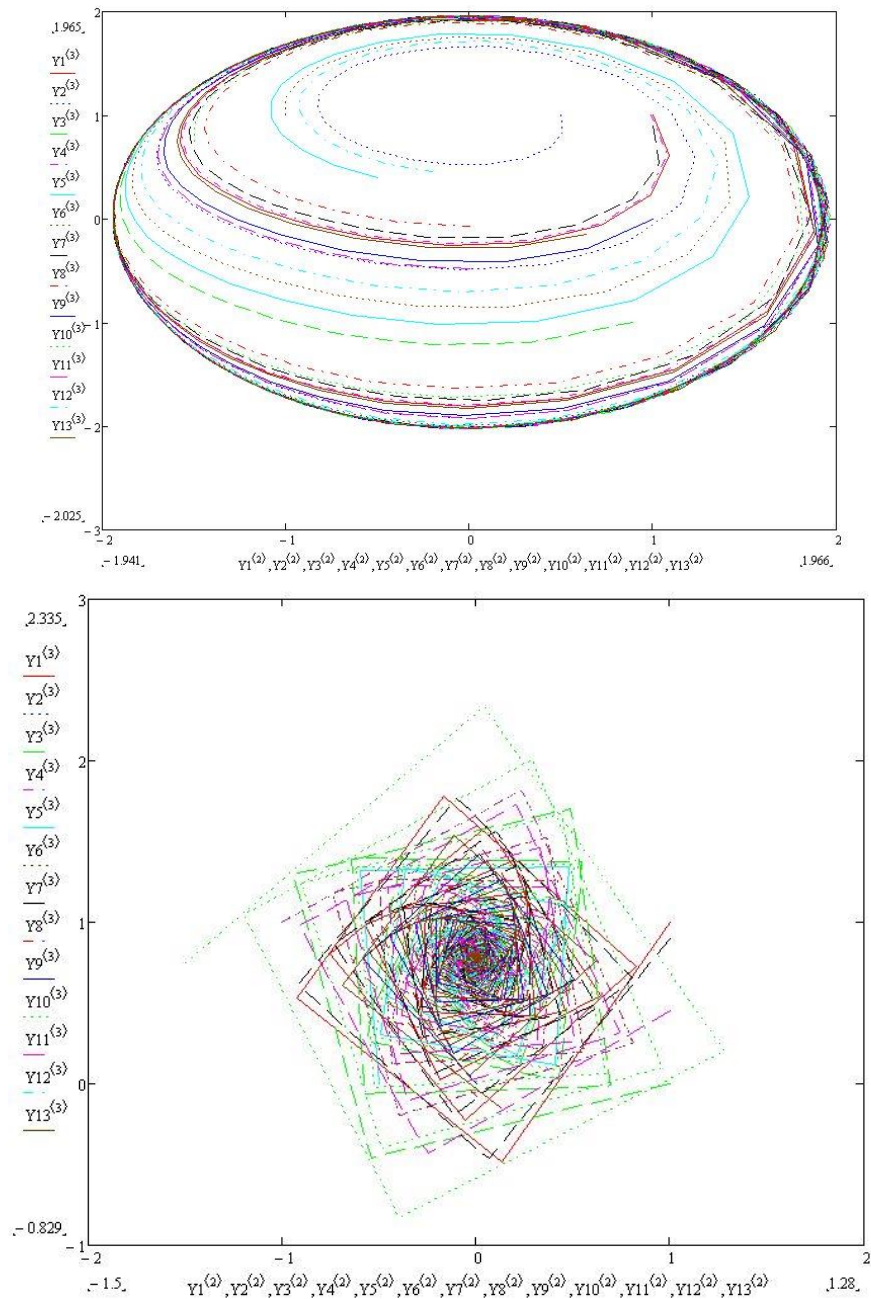 2
1.965
Y1⟨3⟩
Y2⟨3⟩
Y3⟨3⟩
Y4⟨3⟩
Y5⟨3⟩
Y6⟨3⟩
Y7⟨3⟩
Y8⟨3⟩
Y9⟨3⟩
Y10⟨3⟩
Y11⟨3⟩
Y12⟨3⟩
Y13⟨3⟩
1
0
−1
−2
−2.025
−3
−2 −1 0 1 2
−1.941 Y1⟨2⟩,Y2⟨2⟩,Y3⟨2⟩,Y4⟨2⟩,Y5⟨2⟩,Y6⟨2⟩,Y7⟨2⟩,Y8⟨2⟩,Y9⟨2⟩,Y10⟨2⟩,Y11⟨2⟩,Y12⟨2⟩,Y13⟨2⟩ 1.966
3
2.335
Y1⟨3⟩
Y2⟨3⟩
Y3⟨3⟩
Y4⟨3⟩
Y5⟨3⟩
Y6⟨3⟩
Y7⟨3⟩
Y8⟨3⟩
Y9⟨3⟩
Y10⟨3⟩
Y11⟨3⟩
Y12⟨3⟩
Y13⟨3⟩
2
1
0
−0.829
−1
−2 −1 0 1 2
−1.5 Y1⟨2⟩,Y2⟨2⟩,Y3⟨2⟩,Y4⟨2⟩,Y5⟨2⟩,Y6⟨2⟩,Y7⟨2⟩,Y8⟨2⟩,Y9⟨2⟩,Y10⟨2⟩,Y11⟨2⟩,Y12⟨2⟩,Y13⟨2⟩ 1.28